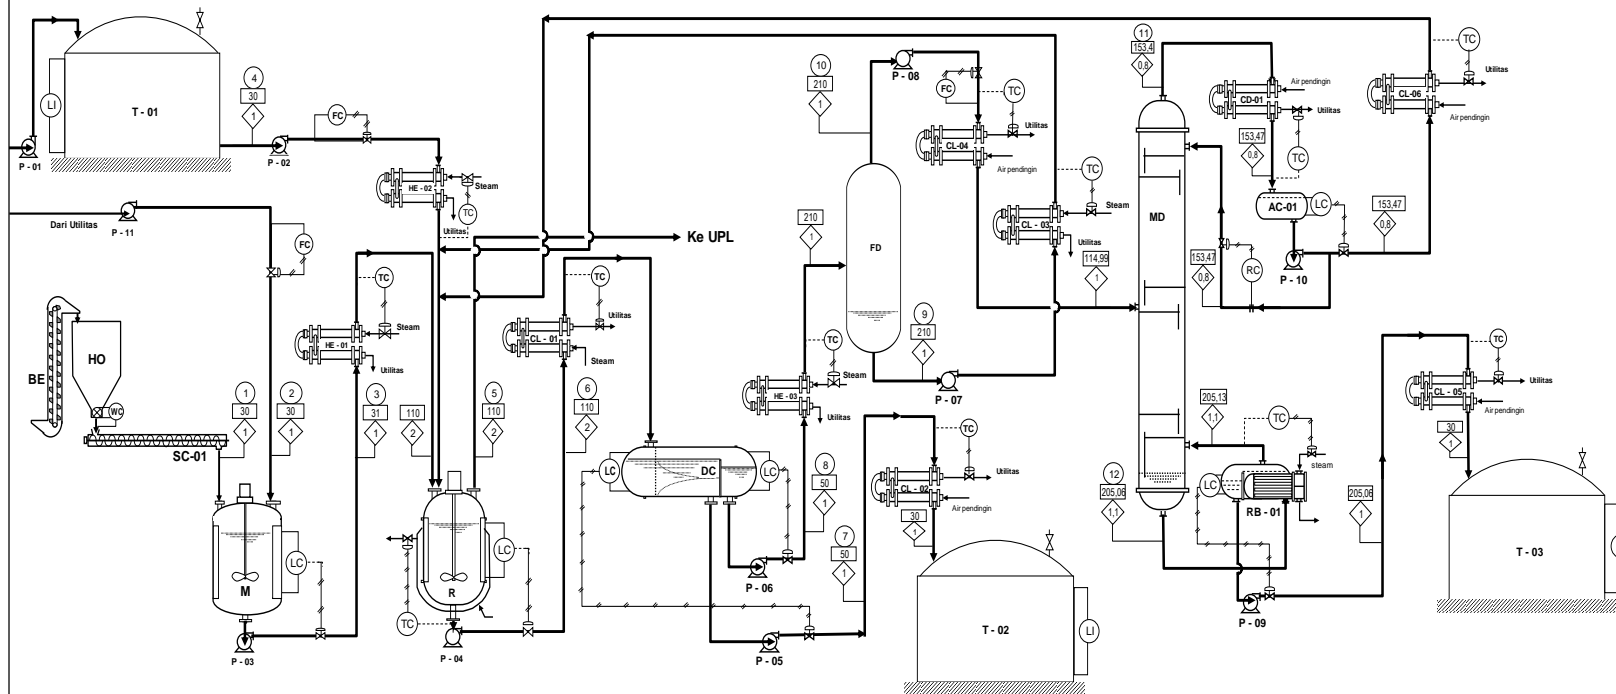 LI
T - 01
P - 01
4
30
1
P - 02
FC
HE - 02
Steam
TC
Utilitas
Dari Utilitas
P - 11
FC
Ke UPL
BE
HO
WC
SC-01
1
30
1
2
30
1
3
31
1
HE - 01
TC
Steam
Utilitas
110
2
5
110
2
M
LC
P - 03
R
LC
TC
P - 04
CL - 01
TC
Utilitas
Steam
6
110
2
LC
DC
LC
P - 06
P - 05
7
50
1
8
50
1
HE - 03
TC
Steam
Utilitas
210
1
10
210
1
FD
9
210
1
P - 07
P - 08
FC
TC
CL-04
Utilitas
Air pendingin
CL - 03
TC
Steam
Utilitas
114,99
1
CL - 02
TC
Utilitas
Air pendingin
30
1
T - 02
LI
11
153,4
0,8
MD
CD-01
Air pendingin
Utilitas
TC
153,47
0,8
AC-01
LC
P - 10
153,47
0,8
RC
153,47
0,8
CL-06
TC
Utilitas
Air pendingin
Air pendingin
12
205,06
1,1
205,13
1,1
TC
steam
LC
RB - 01
P - 09
205,06
1
CL - 05
TC
Utilitas
Air pendingin
30
1
T - 03